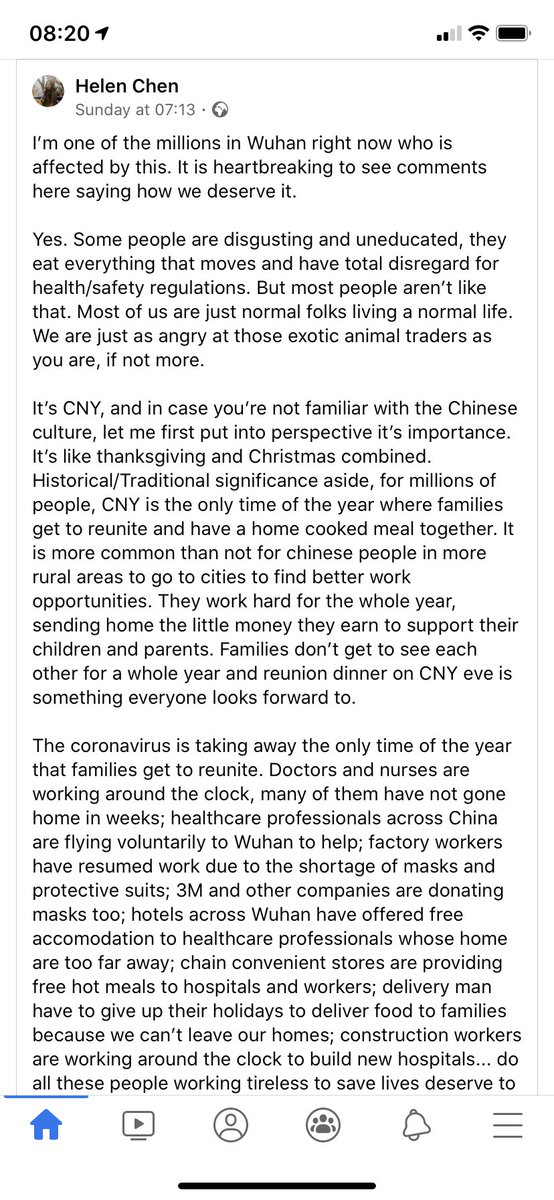 08:20
Helen Chen
Sunday at 07:13 ·
I’m one of the millions in Wuhan right now who is
affected by this. It is heartbreaking to see comments
here saying how we deserve it.
Yes. Some people are disgusting and uneducated, they
eat everything that moves and have total disregard for
health/safety regulations. But most people aren’t like
that. Most of us are just normal folks living a normal life.
We are just as angry at those exotic animal traders as
you are, if not more.
It’s CNY, and in case you’re not familiar with the Chinese
culture, let me first put into perspective it’s importance.
It’s like thanksgiving and Christmas combined.
Historical/Traditional significance aside, for millions of
people, CNY is the only time of the year where families
get to reunite and have a home cooked meal together. It
is more common than not for chinese people in more
rural areas to go to cities to find better work
opportunities. They work hard for the whole year,
sending home the little money they earn to support their
children and parents. Families don’t get to see each
other for a whole year and reunion dinner on CNY eve is
something everyone looks forward to.
The coronavirus is taking away the only time of the year
that families get to reunite. Doctors and nurses are
working around the clock, many of them have not gone
home in weeks; healthcare professionals across China
are flying voluntarily to Wuhan to help; factory workers
have resumed work due to the shortage of masks and
protective suits; 3M and other companies are donating
masks too; hotels across Wuhan have offered free
accomodation to healthcare professionals whose home
are too far away; chain convenient stores are providing
free hot meals to hospitals and workers; delivery man
have to give up their holidays to deliver food to families
because we can’t leave our homes; construction workers
are working around the clock to build new hospitals... do
all these people working tireless to save lives deserve to